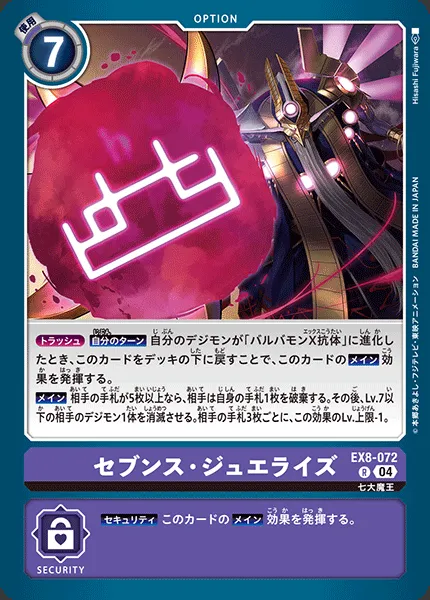 OPTION
使用
7
Hisashi Fujiwara
©本郷あきよし・フジテレビ・東映アニメーション BANDAI MADE IN JAPAN
トラッシュ 自分のターン 自分のデジモンが「バルバモンX抗体」に進化し
たとき、このカードをデッキの下に戻すことで、このカードの メイン 効
果を発揮する。
メイン 相手の手札が5枚以上なら、相手は自身の手札1枚を破棄する。その後、Lv.7以
下の相手のデジモン1体を消滅させる。相手の手札3枚ごとに、この効果のLv.上限-1。
セブンス・ジュエライズ
EX8-072
R 04
七大魔王
セキュリティ このカードの メイン 効果を発揮する。
SECURITY